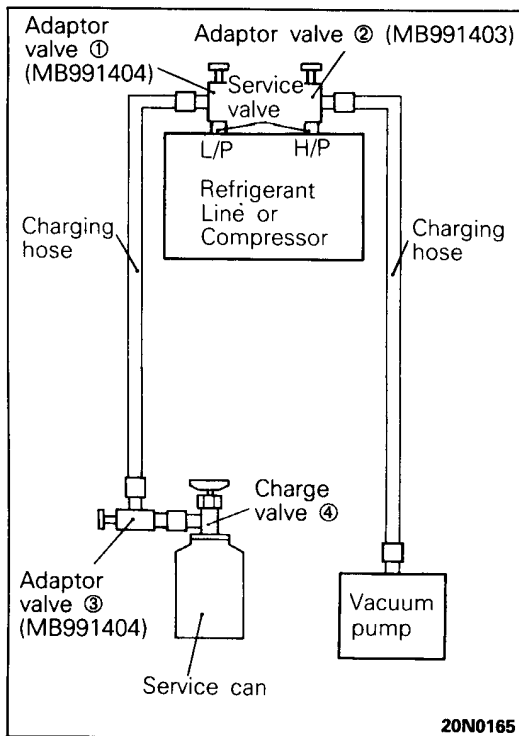 Adaptor
valve ①
(MB991404)
Adaptor valve ② (MB991403)
Service
valve
L/P
H/P
Refrigerant
Line or
Compressor
Charging
hose
Charging
hose
Charge
valve ④
Adaptor
valve ③
(MB991404)
Vacuum
pump
Service can
20N0165